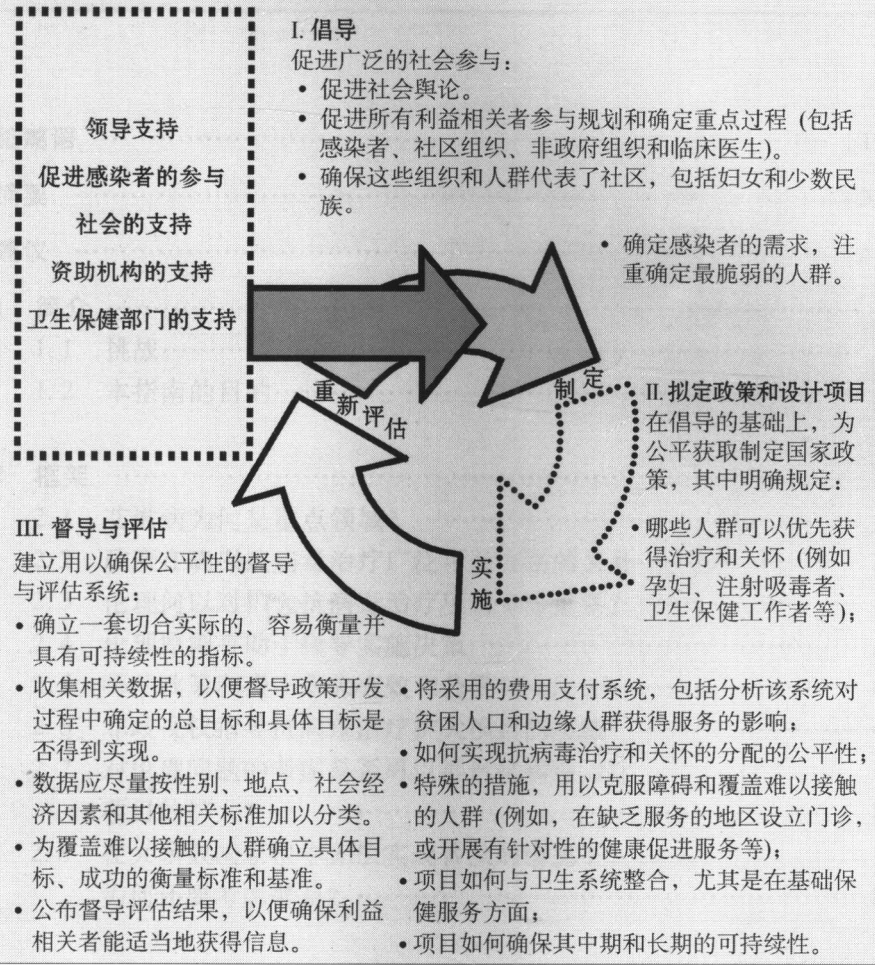 领导支持
促进感染者的参与
社会的支持
资助机构的支持
卫生保健部门的支持
I. 倡导
促进广泛的社会参与：
• 促进社会舆论。
• 促进所有利益相关者参与规划和确定重点过程 (包括
感染者、社区组织、非政府组织和临床医生)。
• 确保这些组织和人群代表了社区，包括妇女和少数民
族。
• 确定感染者的需求，注
重确定最脆弱的人群。
制定
II. 拟定政策和设计项目
在倡导的基础上，为
公平获取制定国家政
策，其中明确规定：
• 哪些人群可以优先获
得治疗和关怀 (例如
孕妇、注射吸毒者、
卫生保健工作者等)；
• 将采用的费用支付系统，包括分析该系统对
贫困人口和边缘人群获得服务的影响；
• 如何实现抗病毒治疗和关怀的分配的公平性；
• 特殊的措施，用以克服障碍和覆盖难以接触
的人群 (例如，在缺乏服务的地区设立门诊，
或开展有针对性的健康促进服务等)；
• 项目如何与卫生系统整合，尤其是在基础保
健服务方面；
• 项目如何确保其中期和长期的可持续性。
实施
重新评估
III. 督导与评估
建立用以确保公平性的督导
与评估系统：
• 确立一套切合实际的、容易衡量并
具有可持续性的指标。
• 收集相关数据，以便督导政策开发
过程中确定的总目标和具体目标是
否得到实现。
• 数据应尽量按性别、地点、社会经
济因素和其他相关标准加以分类。
• 为覆盖难以接触的人群确立具体目
标、成功的衡量标准和基准。
• 公布督导评估结果，以便确保利益
相关者能适当地获得信息。